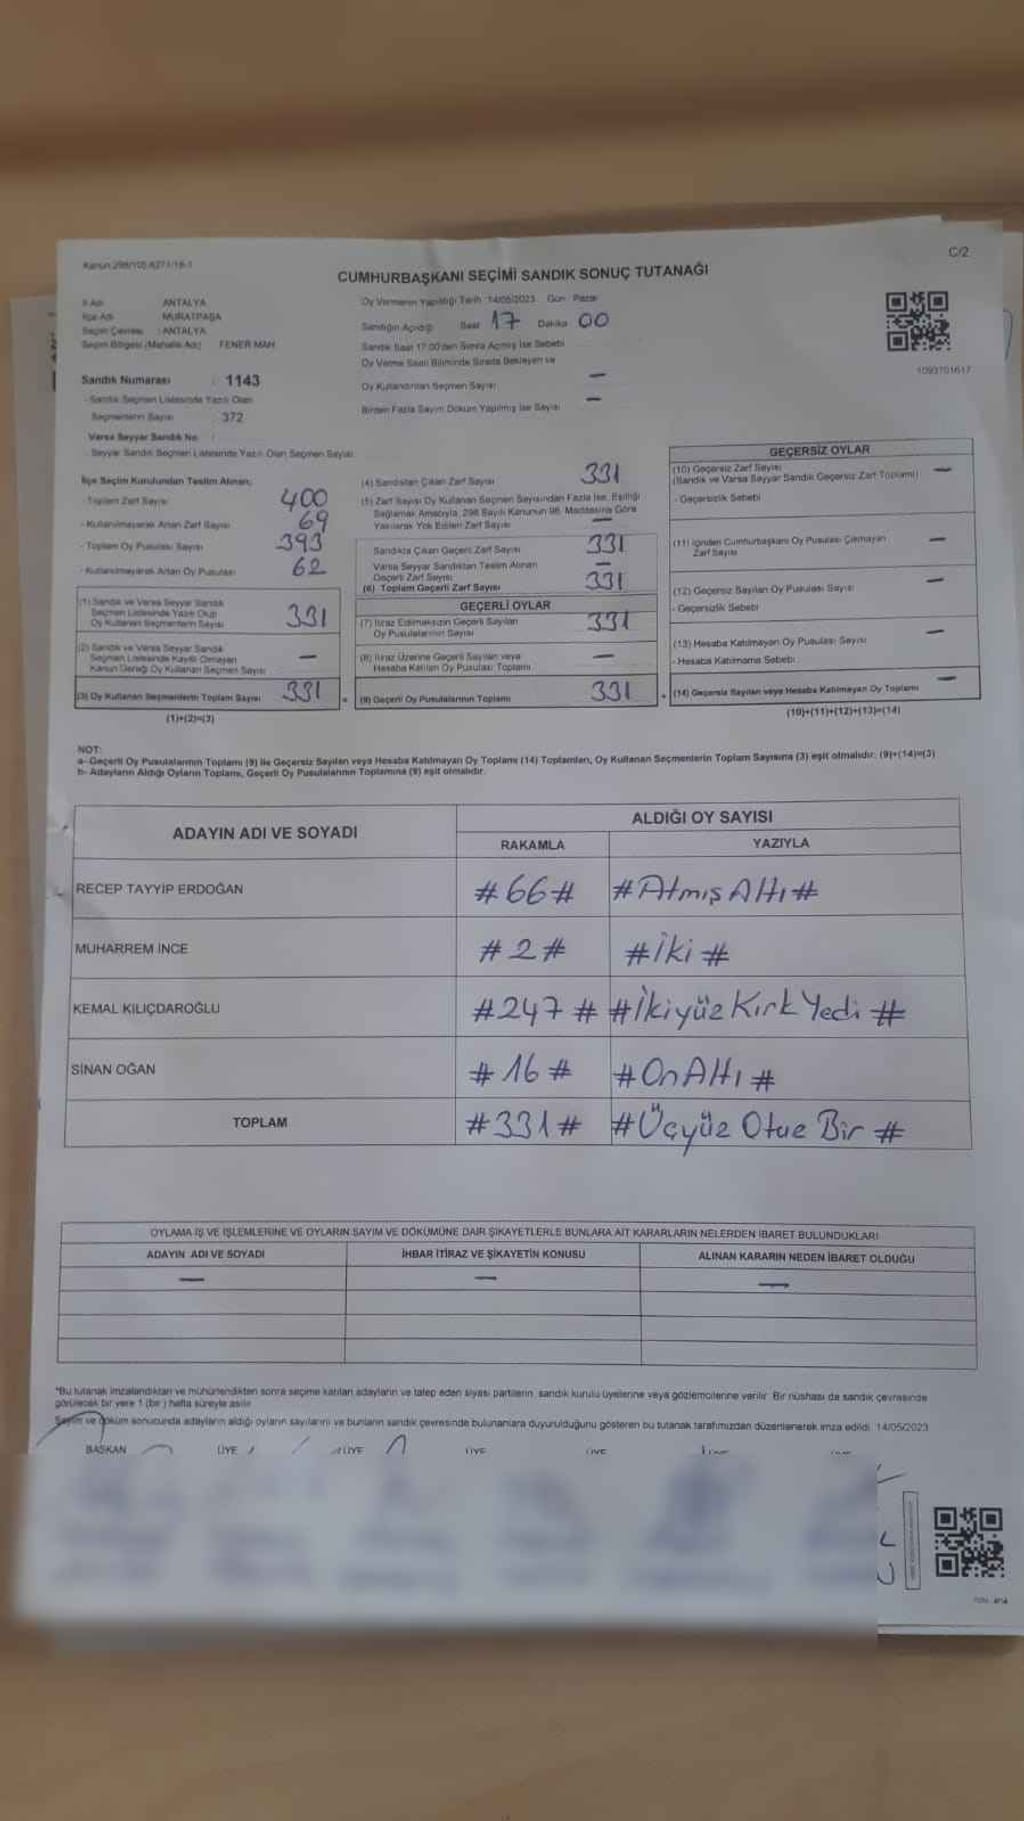 Kanun:298/105
C/2
CUMHURBAŞKANI SEÇİMİ SANDIK SONUÇ TUTANAĞI
İl Adı : ANTALYA
İlçe Adı : MURATPAŞA
Seçim Çevresi : ANTALYA
Seçim Bölgesi (Mahalle Adı) : FENER MAH
Oy Vermenin Yapıldığı Tarih :14/05/2023 Gün : Pazar
Sandığın Açıldığı Saat 17 Dakika 00
Sandık Saat 17:00'den Sonra Açılmış İse Sebebi
Oy Verme Saati Bitiminde Sırada Bekleyen ve
Oy Kullandırılan Seçmen Sayısı —
Birden Fazla Sayım Döküm Yapılmış İse Sayısı —
1093701617
Sandık Numarası : 1143
- Sandık Seçmen Listesinde Yazılı Olan
Seçmenlerin Sayısı 372
Varsa Seyyar Sandık No :
- Seyyar Sandık Seçmen Listesinde Yazılı Olan Seçmen Sayısı
İlçe Seçim Kurulundan Teslim Alınan;
- Toplam Zarf Sayısı 400
- Kullanılmayarak Artan Zarf Sayısı 69
- Toplam Oy Pusulası Sayısı 393
- Kullanılmayarak Artan Oy Pusulası 62
(1) Sandık ve Varsa Seyyar Sandık
Seçmen Listesinde Yazılı Olup
Oy Kullanan Seçmenlerin Sayısı 331
(2) Sandık ve Varsa Seyyar Sandık
Seçmen Listesinde Kayıtlı Olmayan
Kanun Gereği Oy Kullanan Seçmen Sayısı —
(3) Oy Kullanan Seçmenlerin Toplam Sayısı 331
(1)+(2)=(3)
(4) Sandıktan Çıkan Zarf Sayısı 331
(5) Zarf Sayısı Oy Kullanan Seçmen Sayısından Fazla İse, Eşitliği
Sağlamak Amacıyla, 298 Sayılı Kanunun 98. Maddesine Göre
Yakılarak Yok Edilen Zarf Sayısı —
Sandıkta Çıkan Geçerli Zarf Sayısı 331
Varsa Seyyar Sandıktan Teslim Alınan
Geçerli Zarf Sayısı —
(6) Toplam Geçerli Zarf Sayısı 331
GEÇERLİ OYLAR
(7) İtiraz Edilmeksizin Geçerli Sayılan
Oy Pusulalarının Sayısı 331
(8) İtiraz Üzerine Geçerli Sayılan veya
Hesaba Katılan Oy Pusulası Toplamı —
(9) Geçerli Oy Pusulalarının Toplamı 331
GEÇERSİZ OYLAR
(10) Geçersiz Zarf Sayısı
(Sandık ve Varsa Seyyar Sandık Geçersiz Zarf Toplamı) —
- Geçersizlik Sebebi
(11) İçinden Cumhurbaşkanı Oy Pusulası Çıkmayan
Zarf Sayısı —
(12) Geçersiz Sayılan Oy Pusulası Sayısı —
- Geçersizlik Sebebi
(13) Hesaba Katılmayan Oy Pusulası Sayısı —
- Hesaba Katılmama Sebebi
(14) Geçersiz Sayılan veya Hesaba Katılmayan Oy Toplamı —
(10)+(11)+(12)+(13)=(14)
NOT:
a- Geçerli Oy Pusulalarının Toplamı (9) ile Geçersiz Sayılan veya Hesaba Katılmayan Oy Toplamı (14) Toplamları, Oy Kullanan Seçmenlerin Toplam Sayısına (3) eşit olmalıdır. (9)+(14)=(3)
b- Adayların Aldığı Oyların Toplamı, Geçerli Oy Pusulalarının Toplamına (9) eşit olmalıdır.
ADAYIN ADI VE SOYADI
ALDIĞI OY SAYISI
RAKAMLA YAZIYLA
RECEP TAYYİP ERDOĞAN #66# #Atmış Altı#
MUHARREM İNCE #2# #İki#
KEMAL KILIÇDAROĞLU #247# #İkiyüz Kırk Yedi#
SİNAN OĞAN #16# #On Altı#
TOPLAM #331# #Üçyüz Otuz Bir#
OYLAMA İŞ VE İŞLEMLERİNE VE OYLARIN SAYIM VE DÖKÜMÜNE DAİR ŞİKAYETLERLE BUNLARA AİT KARARLARIN NELERDEN İBARET BULUNDUKLARI
ADAYIN ADI VE SOYADI İHBAR İTİRAZ VE ŞİKAYETİN KONUSU ALINAN KARARIN NEDEN İBARET OLDUĞU
— — —
*Bu tutanak imzalandıktan ve mühürlendikten sonra seçime katılan adayların ve talep eden siyasi partilerin, sandık kurulu üyelerine veya gözlemcilerine verilir. Bir nüshası da sandık çevresinde
görülecek bir yere 1 (bir) hafta süreyle asılır.
Sayım ve döküm sonucunda adayların aldığı oyların sayılarını ve bunların sandık çevresinde bulunanlara duyurulduğunu gösteren bu tutanak tarafımızdan düzenlenerek imza edildi. 14/05/2023
BAŞKAN ÜYE ÜYE ÜYE ÜYE